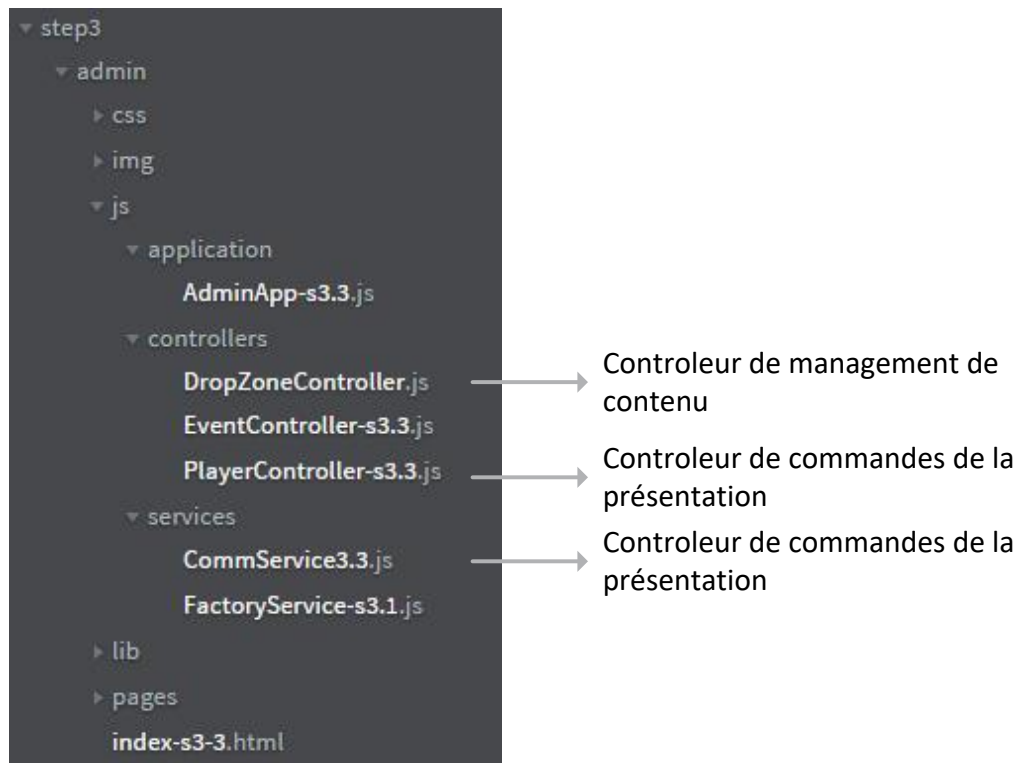 step3
admin
css
img
js
application
AdminApp-s3.3.js
controllers
DropZoneController.js
EventController-s3.3.js
PlayerController-s3.3.js
services
CommService3.3.js
FactoryService-s3.1.js
lib
pages
index-s3-3.html
Controleur de management de
contenu
Controleur de commandes de la
présentation
Controleur de commandes de la
présentation